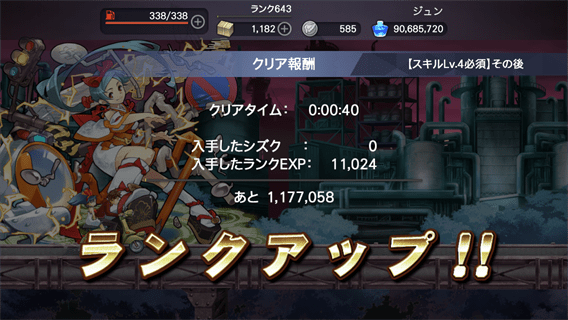 ランク643
ジュン
338/338
1,182
585
90,685,720
クリア報酬
【スキルLv.4必須】その後
クリアタイム： 0:00:40
入手したシズク ： 0
入手したランクEXP： 11,024
あと 1,177,058
ランクアップ!!